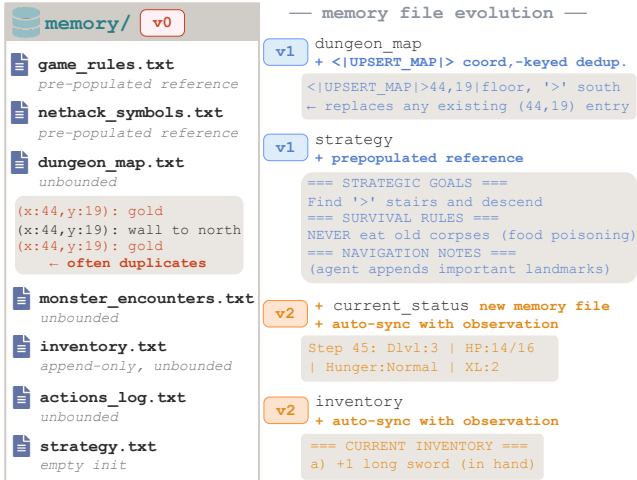 memory/ v0
game_rules.txt
pre-populated reference
nethack_symbols.txt
pre-populated reference
dungeon_map.txt
unbounded
(x:44,y:19): gold
(x:44,y:19): wall to north
(x:44,y:19): gold
← often duplicates
monster_encounters.txt
unbounded
inventory.txt
append-only, unbounded
actions_log.txt
unbounded
strategy.txt
empty init
— memory file evolution —
v1 dungeon_map
+ <|UPSERT_MAP|> coord,-keyed dedup.
<|UPSERT_MAP|>44,19|floor, '>' south
← replaces any existing (44,19) entry
v1 strategy
+ prepopulated reference
=== STRATEGIC GOALS ===
Find '>' stairs and descend
=== SURVIVAL RULES ===
NEVER eat old corpses (food poisoning)
=== NAVIGATION NOTES ===
(agent appends important landmarks)
v2 + current_status new memory file
+ auto-sync with observation
Step 45: Dlvl:3 | HP:14/16
| Hunger:Normal | XL:2
v2 inventory
+ auto-sync with observation
=== CURRENT INVENTORY ===
a) +1 long sword (in hand)